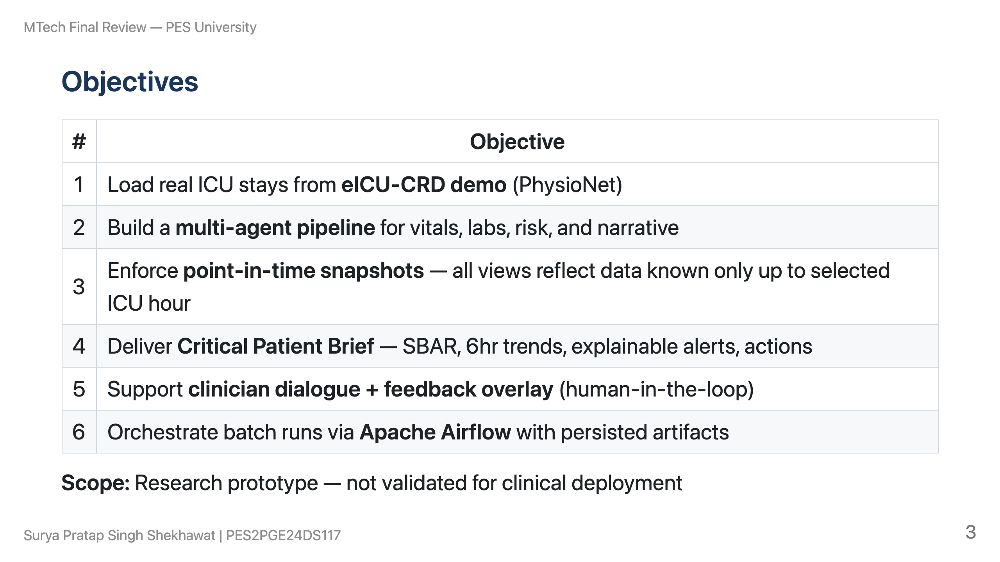 MTech Final Review — PES University
Objectives
# Objective
1 Load real ICU stays from eICU-CRD demo (PhysioNet)
2 Build a multi-agent pipeline for vitals, labs, risk, and narrative
3 Enforce point-in-time snapshots — all views reflect data known only up to selected
ICU hour
4 Deliver Critical Patient Brief — SBAR, 6hr trends, explainable alerts, actions
5 Support clinician dialogue + feedback overlay (human-in-the-loop)
6 Orchestrate batch runs via Apache Airflow with persisted artifacts
Scope: Research prototype — not validated for clinical deployment
Surya Pratap Singh Shekhawat | PES2PGE24DS117
3